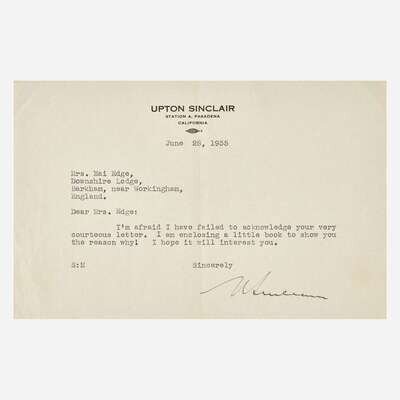 UPTON SINCLAIR
STATION A, PASADENA
CALIFORNIA
June 28, 1935
Mrs. Mai Edge,
Downshire Lodge,
Barkham, near Workingham,
England.
Dear Mrs. Edge:
I'm afraid I have failed to acknowledge your very
courteous letter. I am enclosing a little book to show you
the reason why! I hope it will interest you.
S:M Sincerely
U Sinclair